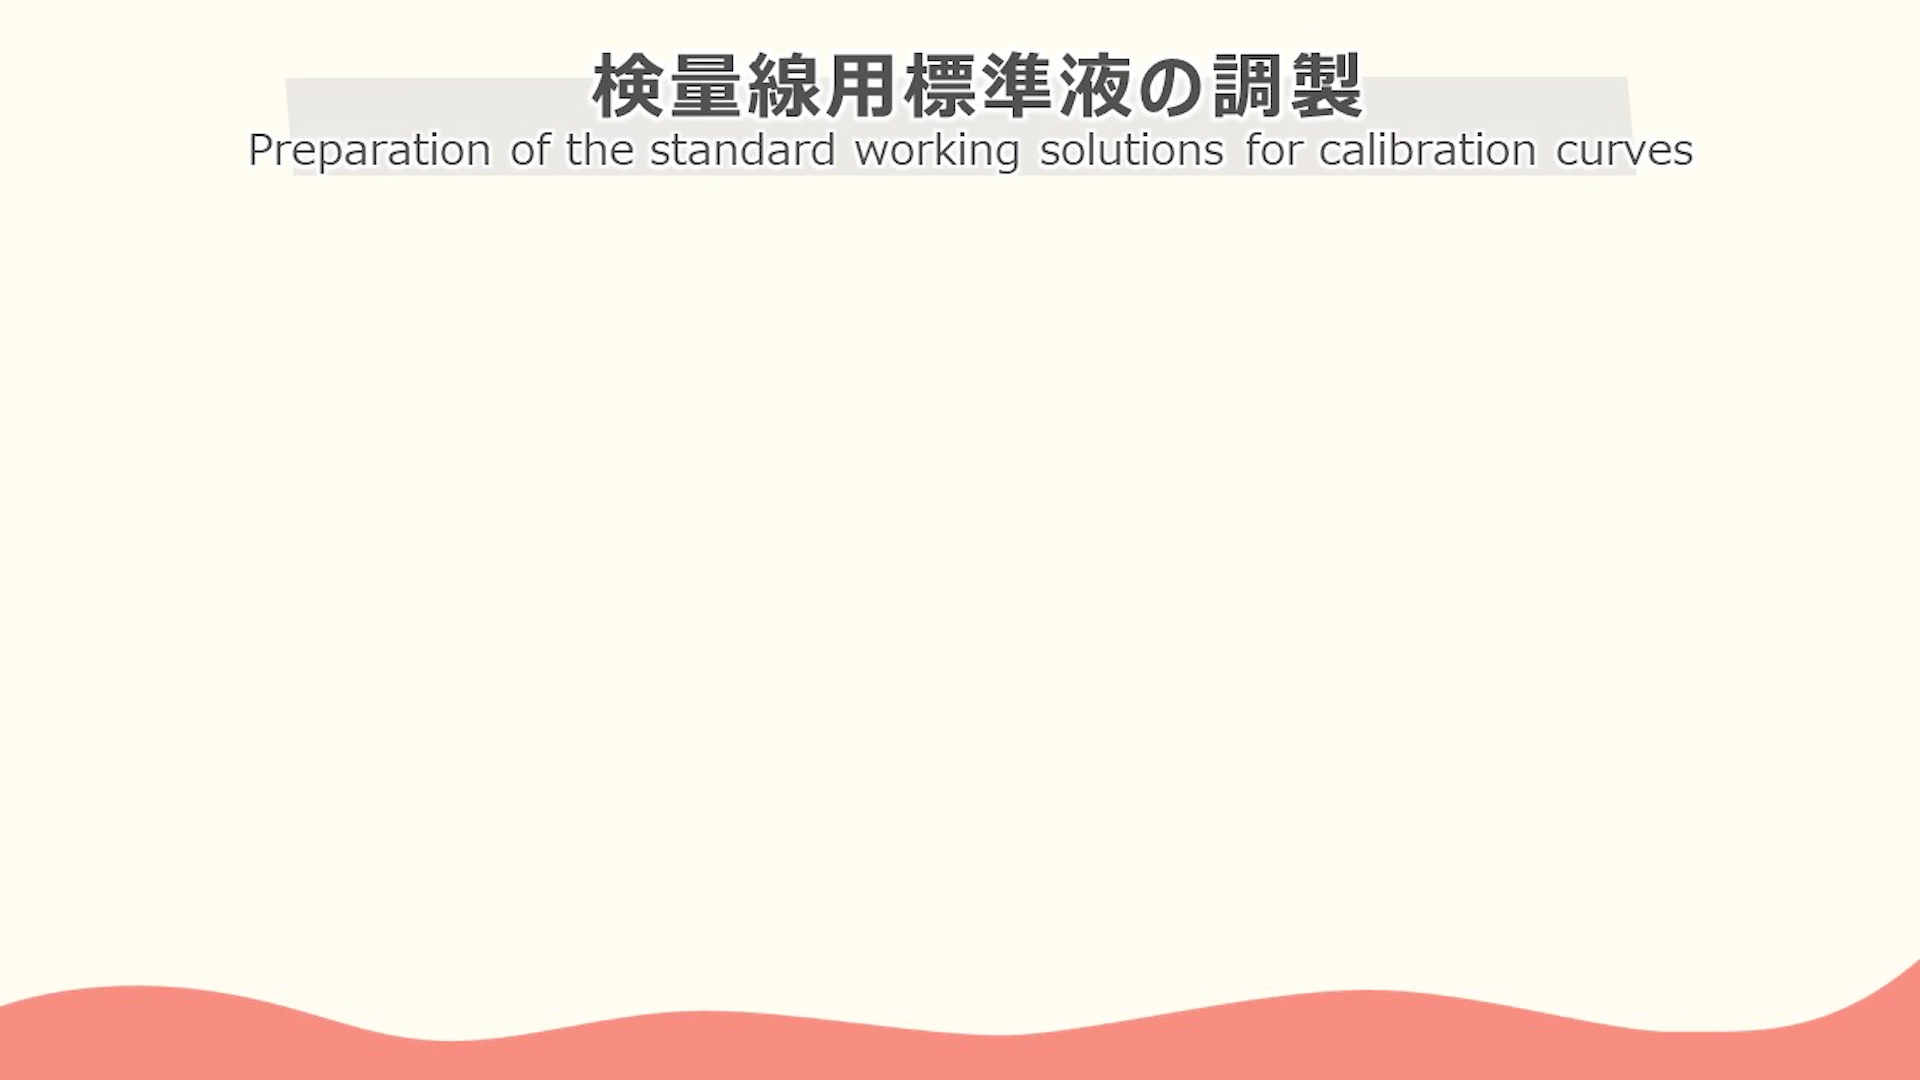 検量線用標準液の調製
Preparation of the standard working solutions for calibration curves